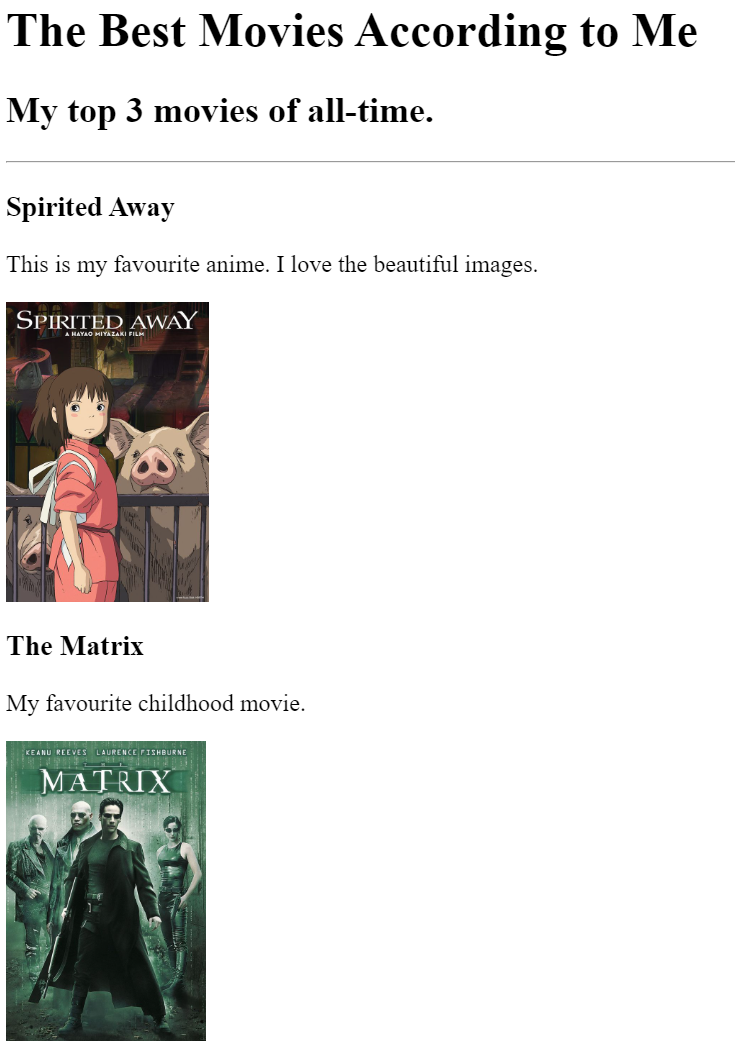 The Best Movies According to Me
My top 3 movies of all-time.
Spirited Away
This is my favourite anime. I love the beautiful images.
SPIRITED AWAY
A HAYAO MIYAZAKI FILM
The Matrix
My favourite childhood movie.
KEANU REEVES LAURENCE FISHBURNE
THE
MATRIX